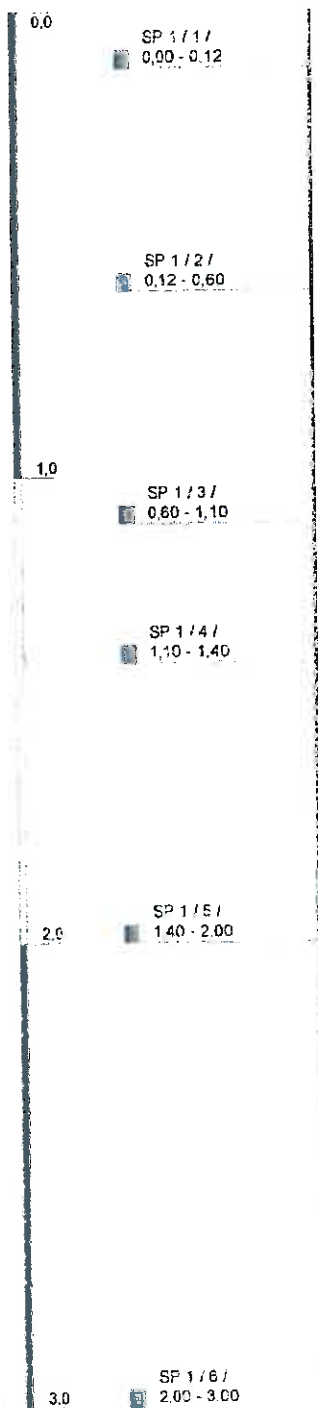 0,0
SP 1 / 1 /
0,00 - 0,12
SP 1 / 2 /
0,12 - 0,60
1,0
SP 1 / 3 /
0,60 - 1,10
SP 1 / 4 /
1,10 - 1,40
SP 1 / 5 /
1.40 - 2.00
2,0
SP 1 / 6 /
2,00 - 3.00
3,0